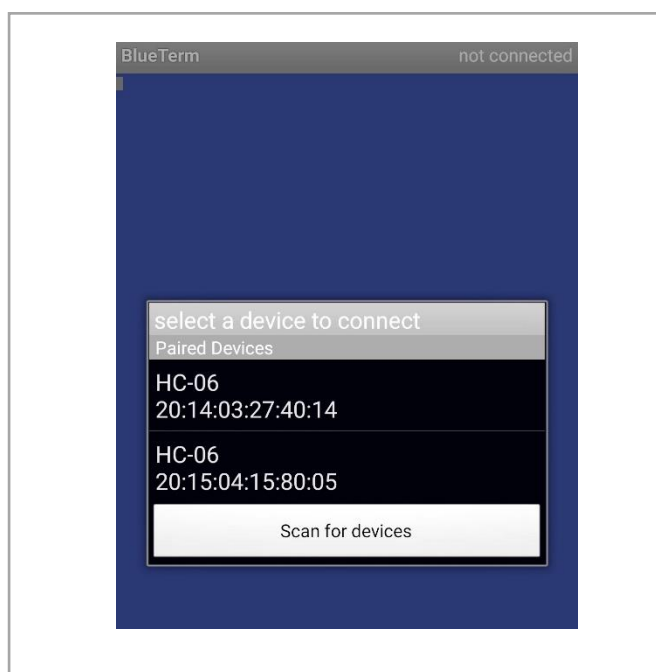 BlueTerm not connected
select a device to connect
Paired Devices
HC-06
20:14:03:27:40:14
HC-06
20:15:04:15:80:05
Scan for devices